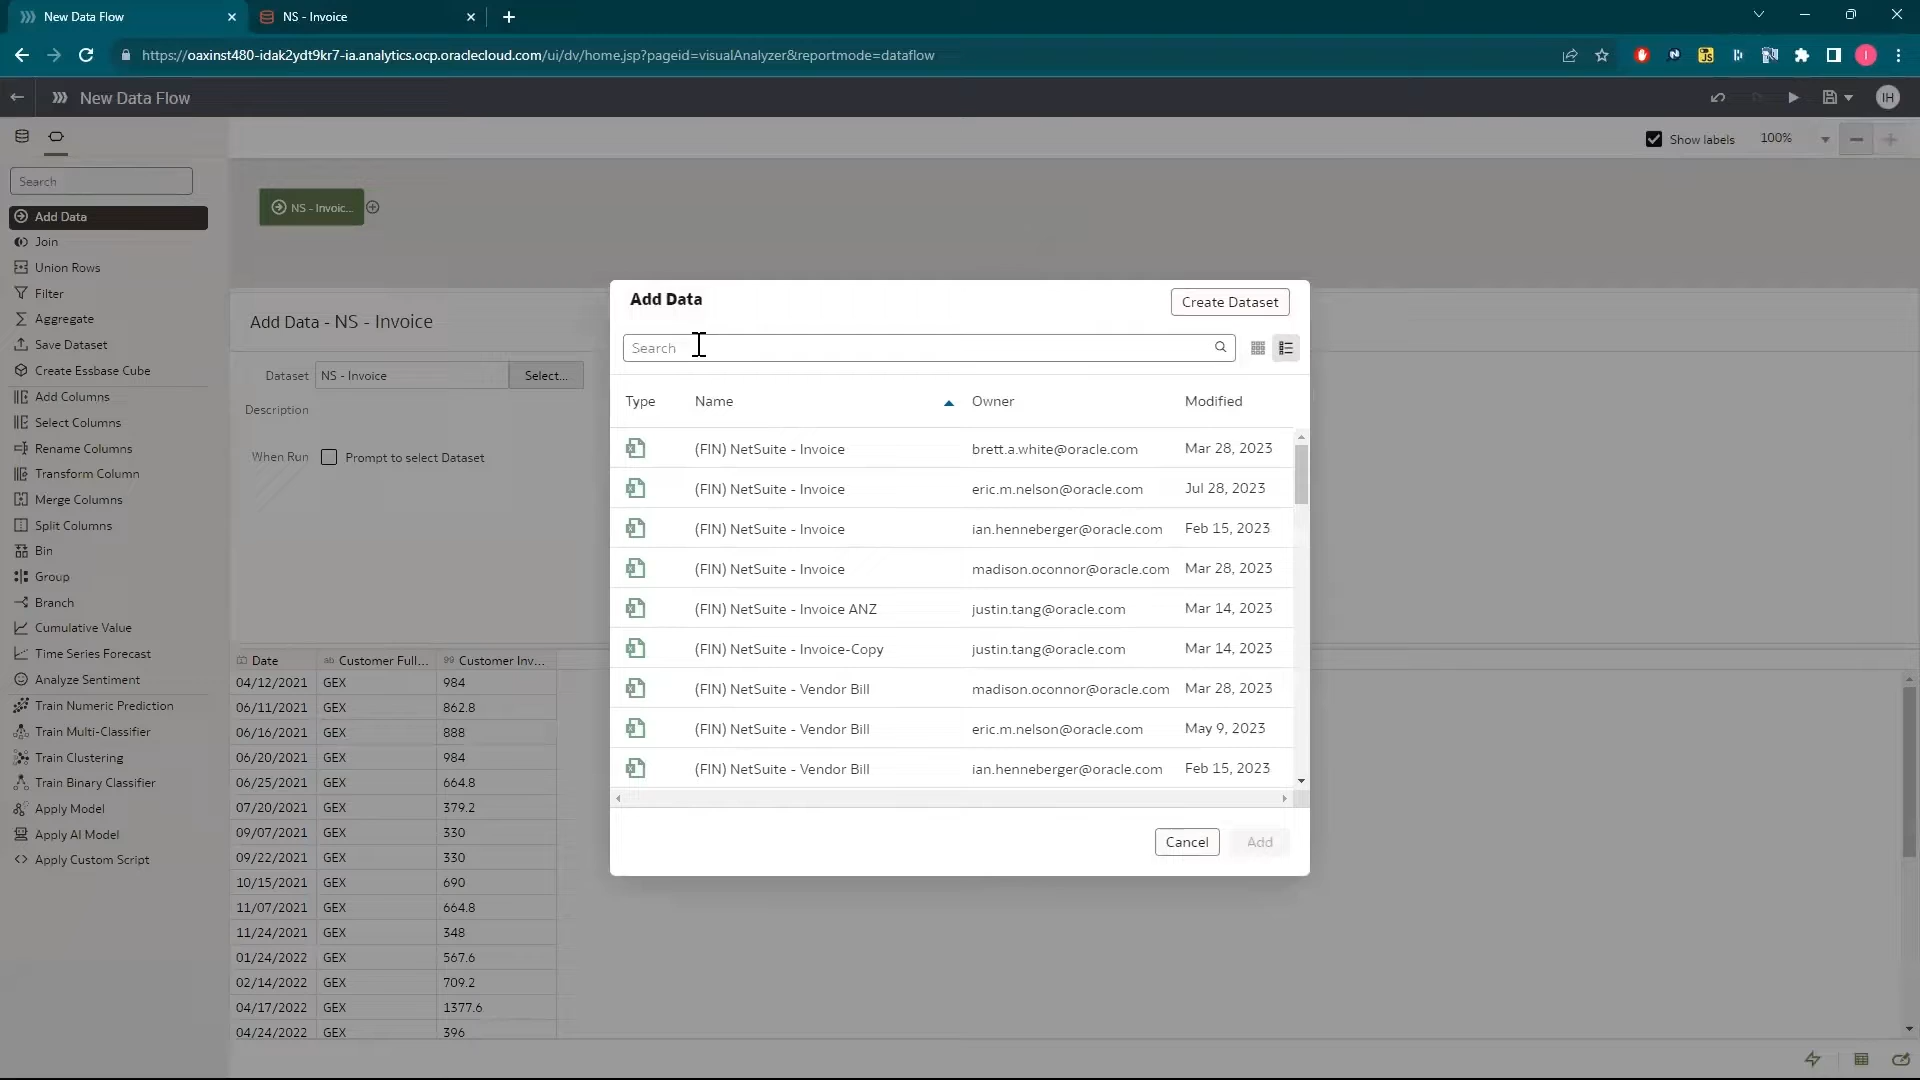 New Data Flow
NS - Invoice
https://oaxinst480-idak2ydt9kr7-ia.analytics.ocp.oraclecloud.com/ui/dv/home.jsp?pageid=visualAnalyzer&reportmode=dataflow
New Data Flow
IH
Show labels
100%
Search
Add Data
Join
Union Rows
Filter
Aggregate
Save Dataset
Create Essbase Cube
Add Columns
Select Columns
Rename Columns
Transform Column
Merge Columns
Split Columns
Bin
Group
Branch
Cumulative Value
Time Series Forecast
Analyze Sentiment
Train Numeric Prediction
Train Multi-Classifier
Train Clustering
Train Binary Classifier
Apply Model
Apply AI Model
Apply Custom Script
NS - Invoic...
Add Data - NS - Invoice
Dataset NS - Invoice Select...
Description
When Run Prompt to select Dataset
Date Customer Full... Customer Inv...
04/12/2021 GEX 984
06/11/2021 GEX 862.8
06/16/2021 GEX 888
06/20/2021 GEX 984
06/25/2021 GEX 664.8
07/20/2021 GEX 379.2
09/07/2021 GEX 330
09/22/2021 GEX 330
10/15/2021 GEX 690
11/07/2021 GEX 664.8
11/24/2021 GEX 348
01/24/2022 GEX 567.6
02/14/2022 GEX 709.2
04/17/2022 GEX 1377.6
04/24/2022 GEX 396
Add Data
Create Dataset
Search
Type Name Owner Modified
(FIN) NetSuite - Invoice brett.a.white@oracle.com Mar 28, 2023
(FIN) NetSuite - Invoice eric.m.nelson@oracle.com Jul 28, 2023
(FIN) NetSuite - Invoice ian.henneberger@oracle.com Feb 15, 2023
(FIN) NetSuite - Invoice madison.oconnor@oracle.com Mar 28, 2023
(FIN) NetSuite - Invoice ANZ justin.tang@oracle.com Mar 14, 2023
(FIN) NetSuite - Invoice-Copy justin.tang@oracle.com Mar 14, 2023
(FIN) NetSuite - Vendor Bill madison.oconnor@oracle.com Mar 28, 2023
(FIN) NetSuite - Vendor Bill eric.m.nelson@oracle.com May 9, 2023
(FIN) NetSuite - Vendor Bill ian.henneberger@oracle.com Feb 15, 2023
Cancel
Add